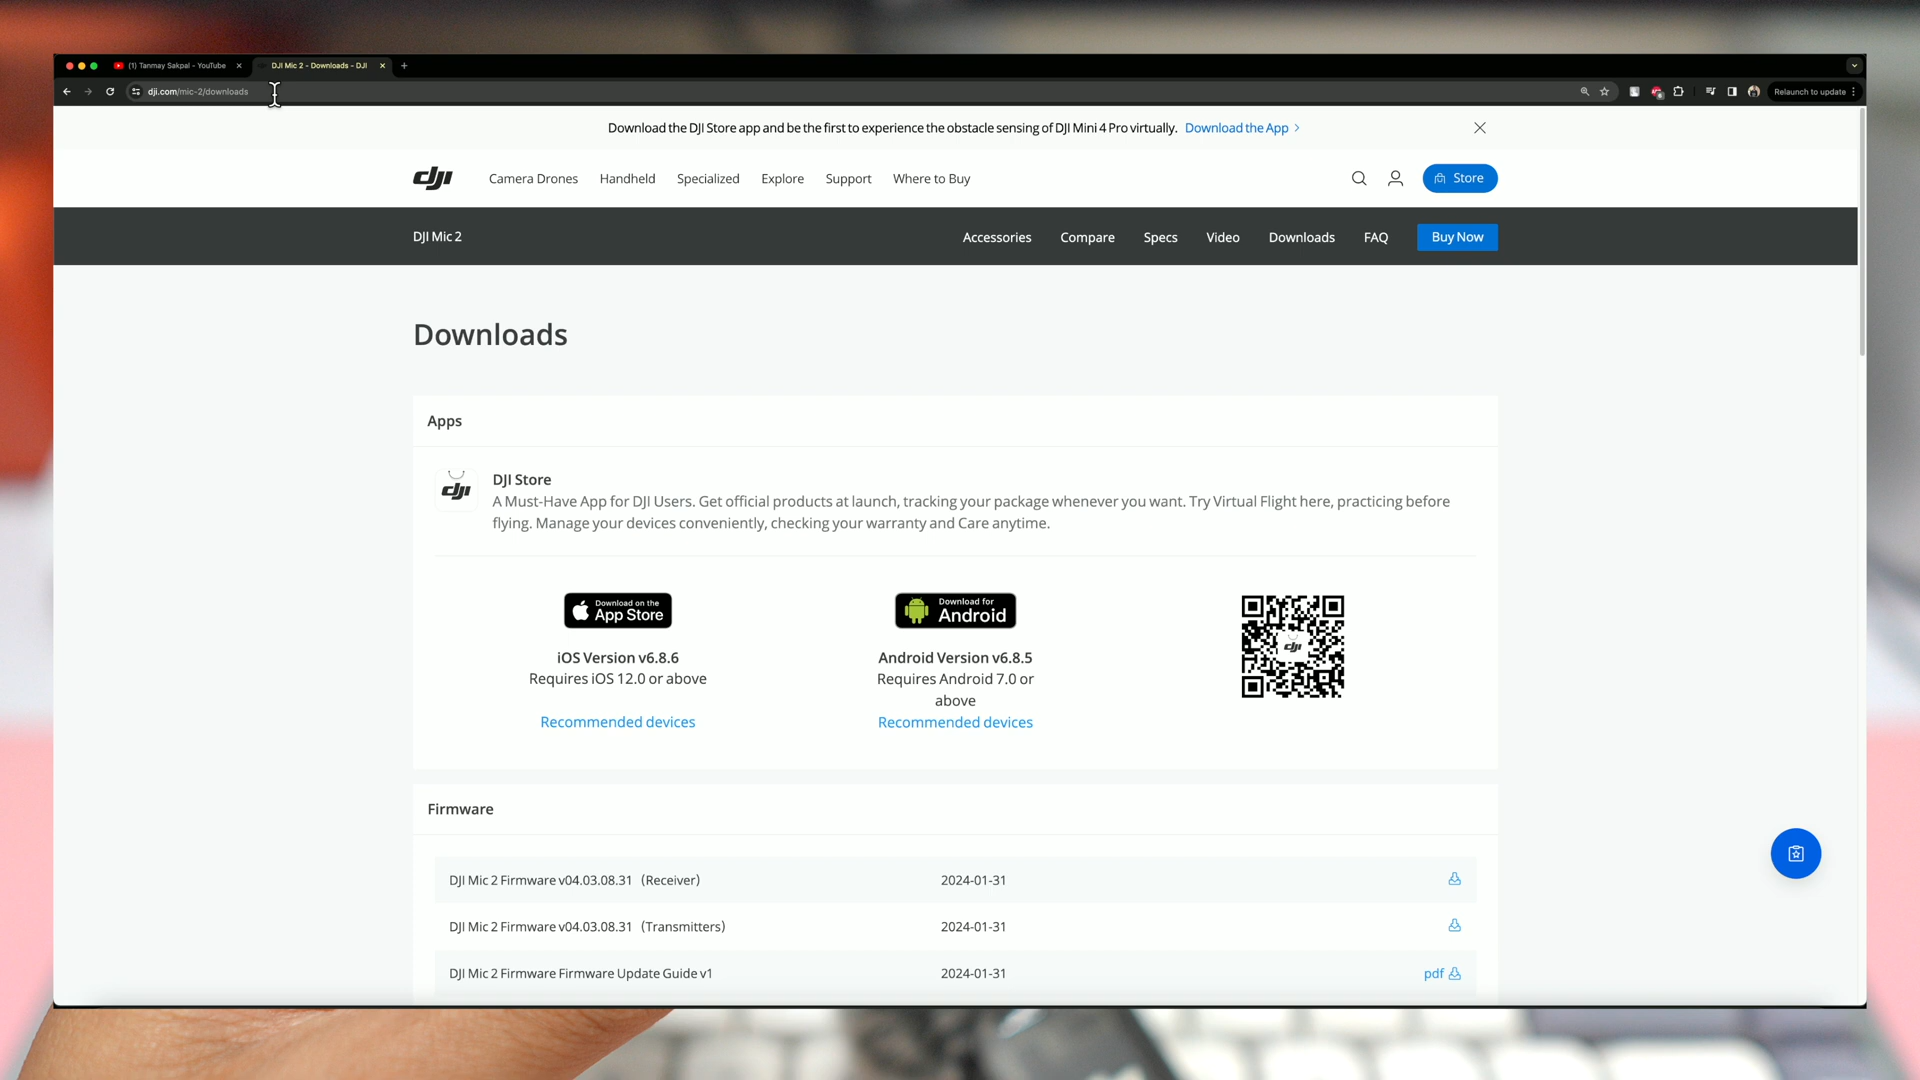 (1) Tanmay Sakpal - YouTube
DJI Mic 2 - Downloads - DJI
dji.com/mic-2/downloads
Relaunch to update
Download the DJI Store app and be the first to experience the obstacle sensing of DJI Mini 4 Pro virtually. Download the App >
dji
Camera Drones Handheld Specialized Explore Support Where to Buy
Store
DJI Mic 2
Accessories Compare Specs Video Downloads FAQ Buy Now
Downloads
Apps
dji
DJI Store
A Must-Have App for DJI Users. Get official products at launch, tracking your package whenever you want. Try Virtual Flight here, practicing before
flying. Manage your devices conveniently, checking your warranty and Care anytime.
Download on the
App Store
iOS Version v6.8.6
Requires iOS 12.0 or above
Recommended devices
Download for
Android
Android Version v6.8.5
Requires Android 7.0 or
above
Recommended devices
dji
Firmware
DJI Mic 2 Firmware v04.03.08.31 (Receiver) 2024-01-31
DJI Mic 2 Firmware v04.03.08.31 (Transmitters) 2024-01-31
DJI Mic 2 Firmware Firmware Update Guide v1 2024-01-31 pdf